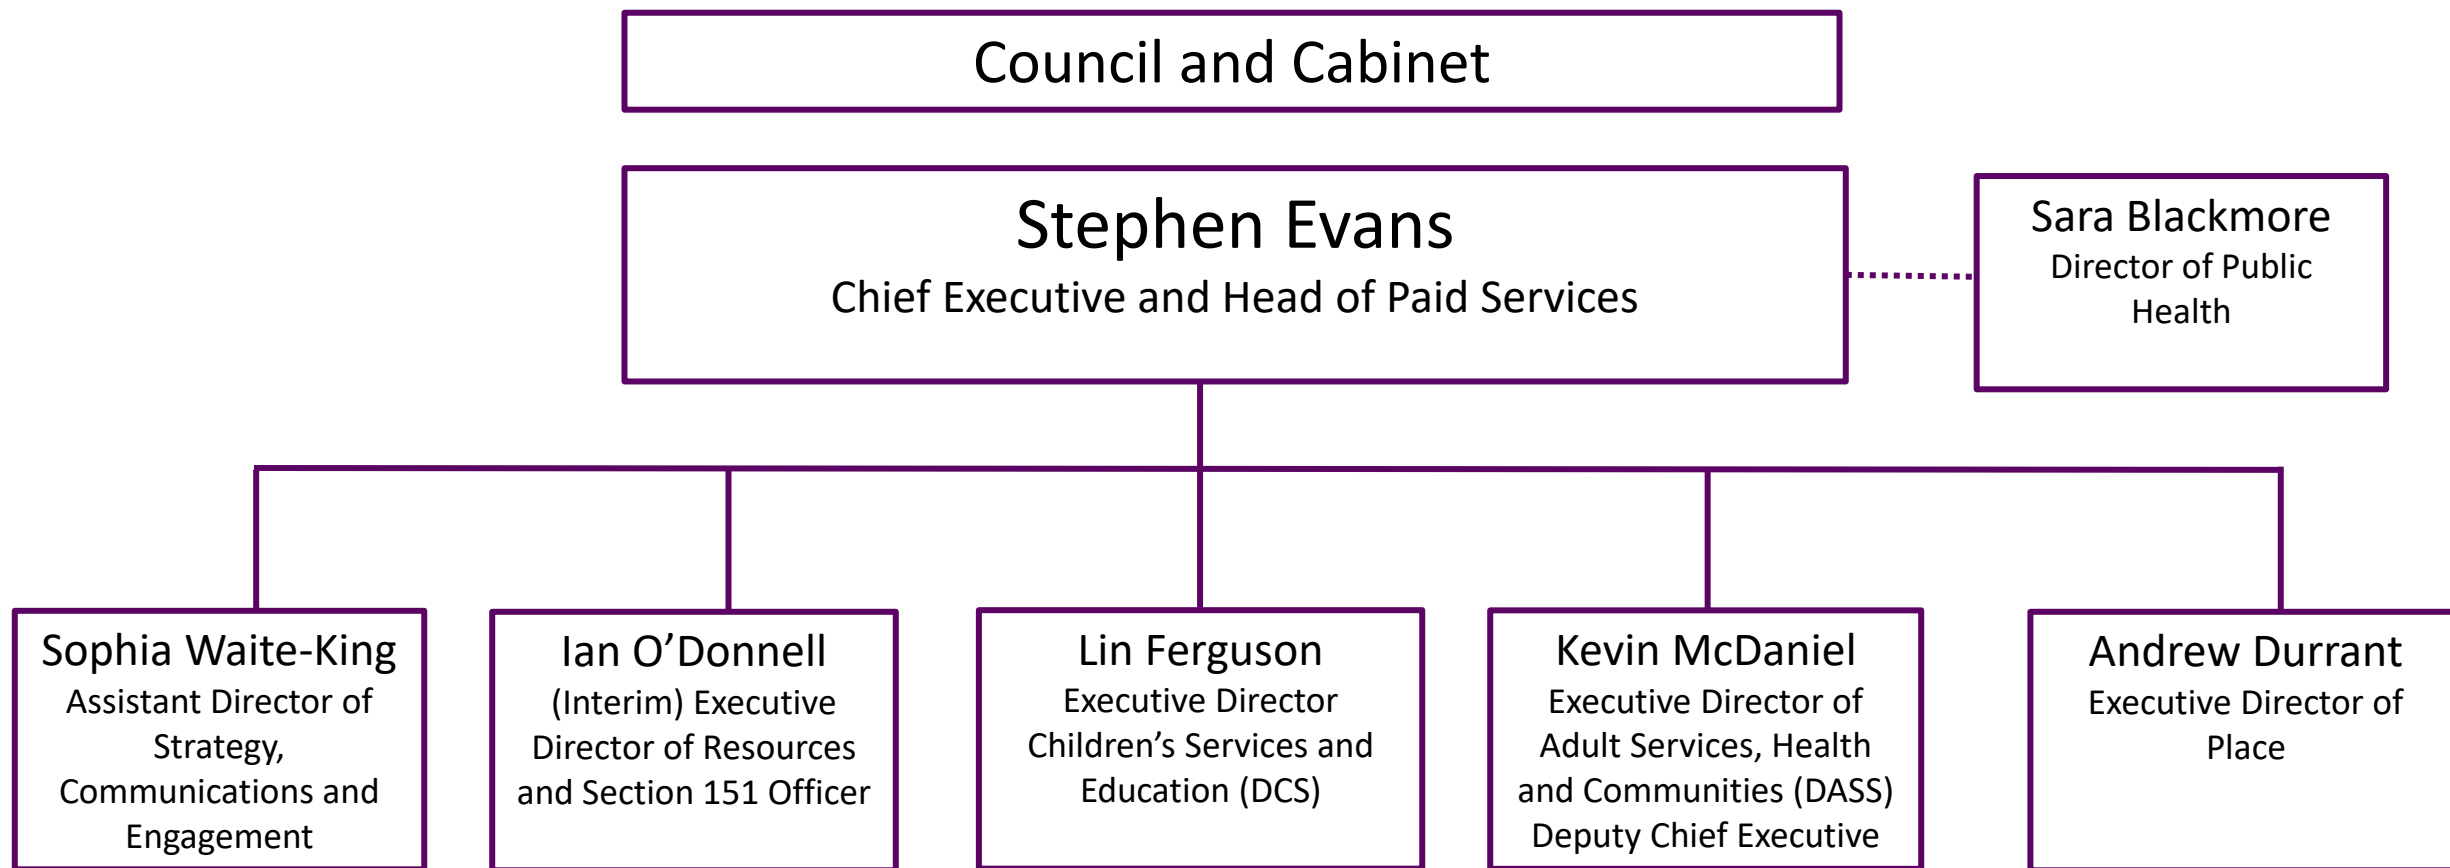 Council and Cabinet
Stephen Evans
Chief Executive and Head of Paid Services
Sara Blackmore
Director of Public
Health
Sophia Waite-King
Assistant Director of
Strategy,
Communications and
Engagement
Ian O’Donnell
(Interim) Executive
Director of Resources
and Section 151 Officer
Lin Ferguson
Executive Director
Children’s Services and
Education (DCS)
Kevin McDaniel
Executive Director of
Adult Services, Health
and Communities (DASS)
Deputy Chief Executive
Andrew Durrant
Executive Director of
Place